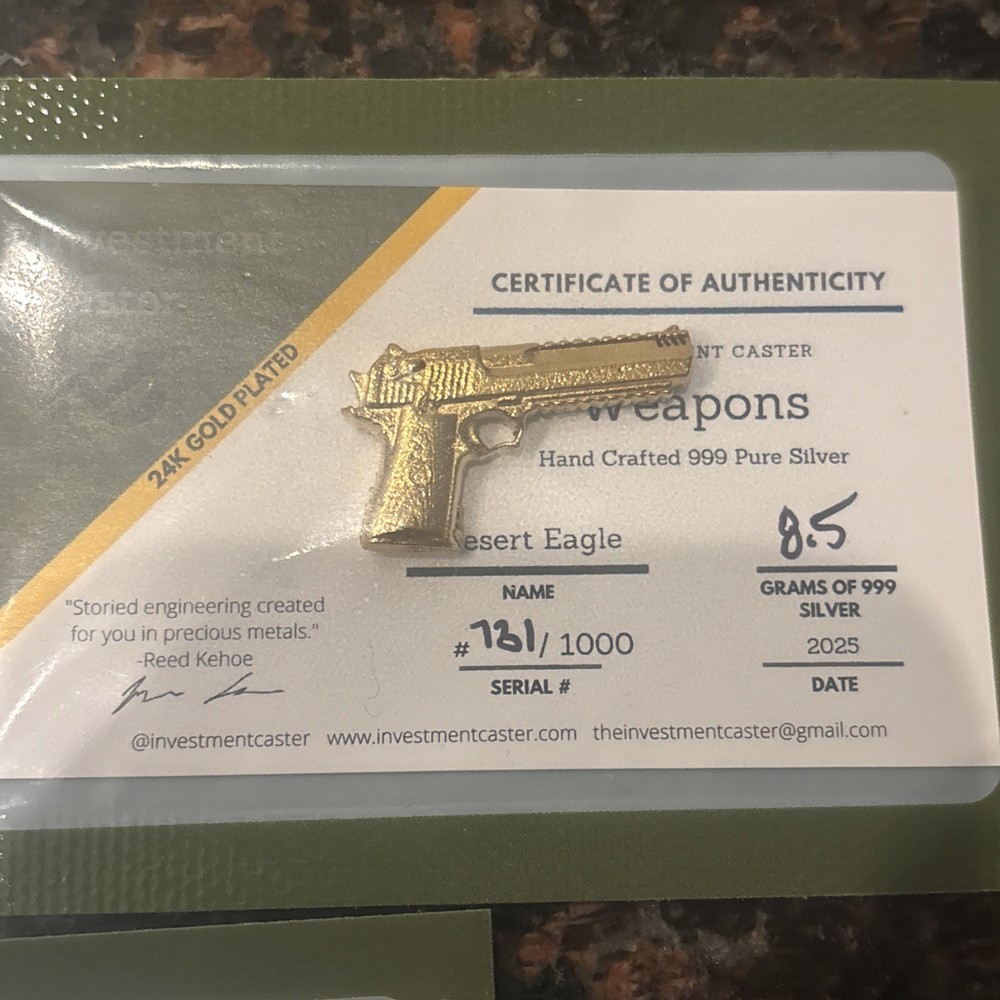 CERTIFICATE OF AUTHENTICITY
NT CASTER
Weapons
24K GOLD PLATED
Hand Crafted 999 Pure Silver
esert Eagle
8.5
NAME
GRAMS OF 999
SILVER
"Storied engineering created
for you in precious metals."
-Reed Kehoe
#731/ 1000
2025
SERIAL #
DATE
@investmentcaster www.investmentcaster.com theinvestmentcaster@gmail.com